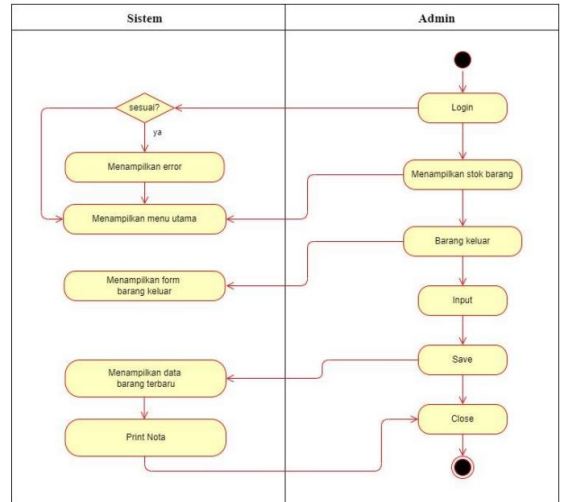 Sistem
Admin
sesuai?
Login
ya
Menampilkan error
Menampilkan stok barang
Menampilkan menu utama
Barang keluar
Menampilkan form
barang keluar
Input
Save
Menampilkan data
barang terbaru
Close
Print Nota